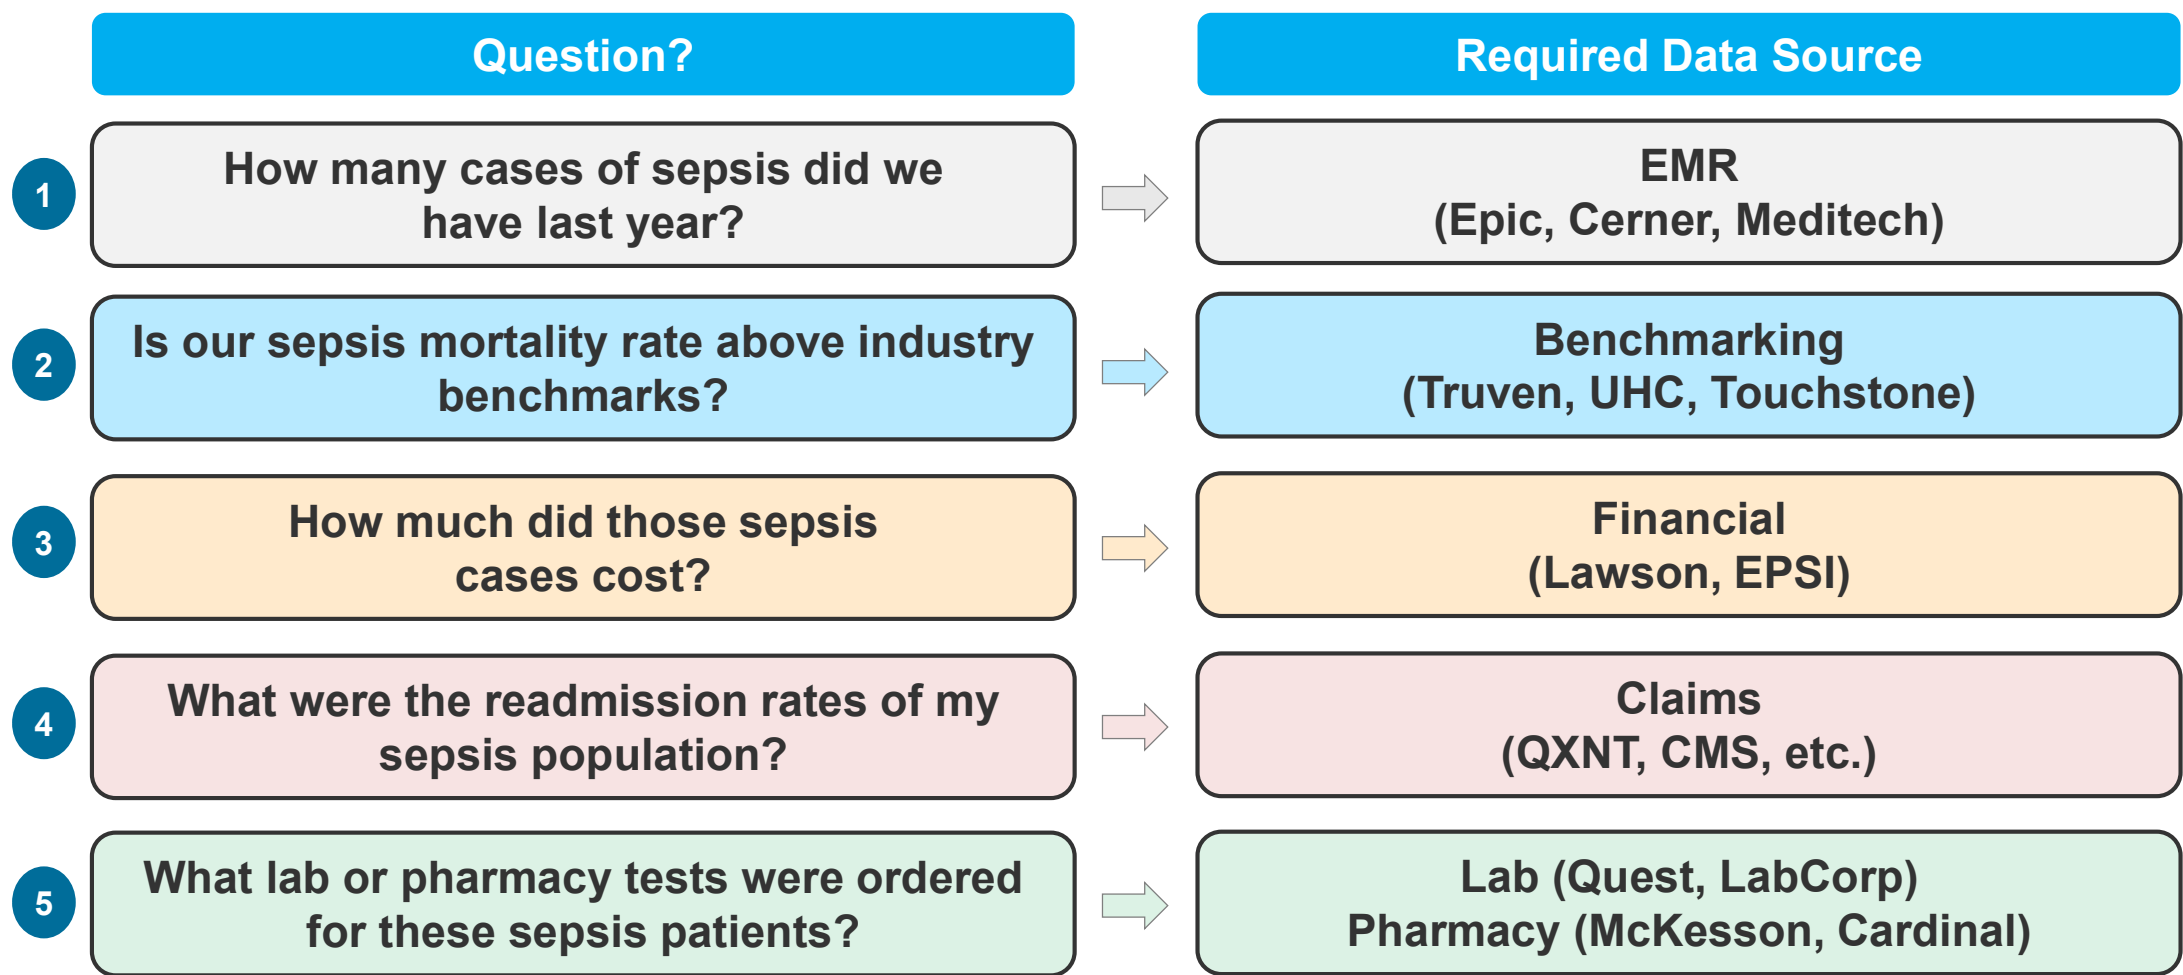 Question?
Required Data Source
1
How many cases of sepsis did we
have last year?
EMR
(Epic, Cerner, Meditech)
2
Is our sepsis mortality rate above industry
benchmarks?
Benchmarking
(Truven, UHC, Touchstone)
3
How much did those sepsis
cases cost?
Financial
(Lawson, EPSI)
4
What were the readmission rates of my
sepsis population?
Claims
(QXNT, CMS, etc.)
5
What lab or pharmacy tests were ordered
for these sepsis patients?
Lab (Quest, LabCorp)
Pharmacy (McKesson, Cardinal)